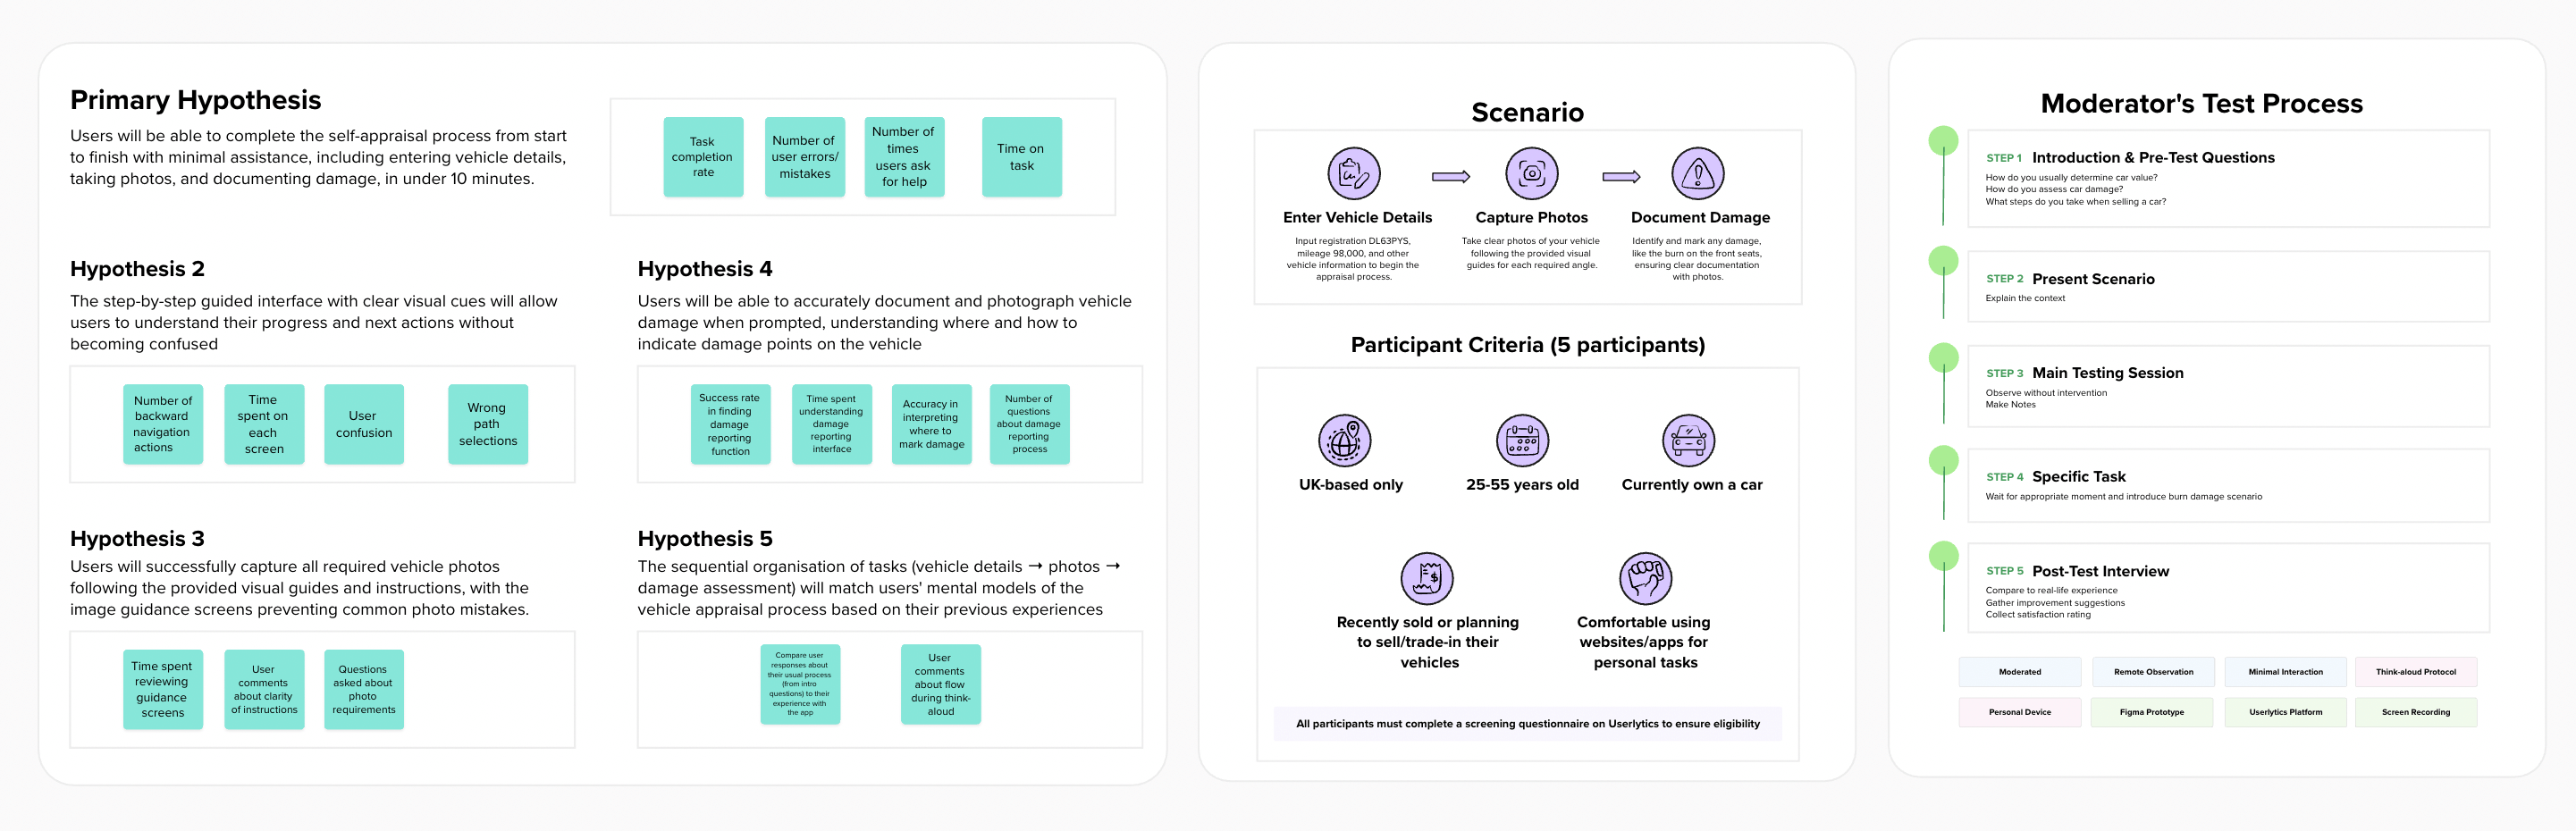 Primary Hypothesis
Users will be able to complete the self-appraisal process from start
to finish with minimal assistance, including entering vehicle details,
taking photos, and documenting damage, in under 10 minutes.
Task
completion
rate
Number of
user errors/
mistakes
Number of
times
users ask
for help
Time on
task
Hypothesis 2
The step-by-step guided interface with clear visual cues will allow
users to understand their progress and next actions without
becoming confused
Number of
backward
navigation
actions
Time
spent on
each
screen
User
confusion
Wrong
path
selections
Hypothesis 4
Users will be able to accurately document and photograph vehicle
damage when prompted, understanding where and how to
indicate damage points on the vehicle
Success rate
in finding
damage
reporting
function
Time spent
understanding
damage
reporting
interface
Accuracy in
interpreting
where to
mark damage
Number of
questions
about damage
reporting
process
Hypothesis 3
Users will successfully capture all required vehicle photos
following the provided visual guides and instructions, with the
image guidance screens preventing common photo mistakes.
Time spent
reviewing
guidance
screens
User
comments
about clarity
of instructions
Questions
asked about
photo
requirements
Hypothesis 5
The sequential organisation of tasks (vehicle details → photos →
damage assessment) will match users' mental models of the
vehicle appraisal process based on their previous experiences
Compare user
responses about
their usual process
(from intro
questions) to their
experience with
the app
User
comments
about flow
during think-
aloud
Scenario
Enter Vehicle Details
Input registration DL63PYS,
mileage 98,000, and other
vehicle information to begin the
appraisal process.
Capture Photos
Take clear photos of your vehicle
following the provided visual
guides for each required angle.
Document Damage
Identify and mark any damage,
like the burn on the front seats,
ensuring clear documentation
with photos.
Participant Criteria (5 participants)
UK-based only
25-55 years old
Currently own a car
Recently sold or planning
to sell/trade-in their
vehicles
Comfortable using
websites/apps for
personal tasks
All participants must complete a screening questionnaire on Userlytics to ensure eligibility
Moderator's Test Process
STEP 1 Introduction & Pre-Test Questions
How do you usually determine car value?
How do you assess car damage?
What steps do you take when selling a car?
STEP 2 Present Scenario
Explain the context
STEP 3 Main Testing Session
Observe without intervention
Make Notes
STEP 4 Specific Task
Wait for appropriate moment and introduce burn damage scenario
STEP 5 Post-Test Interview
Compare to real-life experience
Gather improvement suggestions
Collect satisfaction rating
Moderated
Remote Observation
Minimal Interaction
Think-aloud Protocol
Personal Device
Figma Prototype
Userlytics Platform
Screen Recording